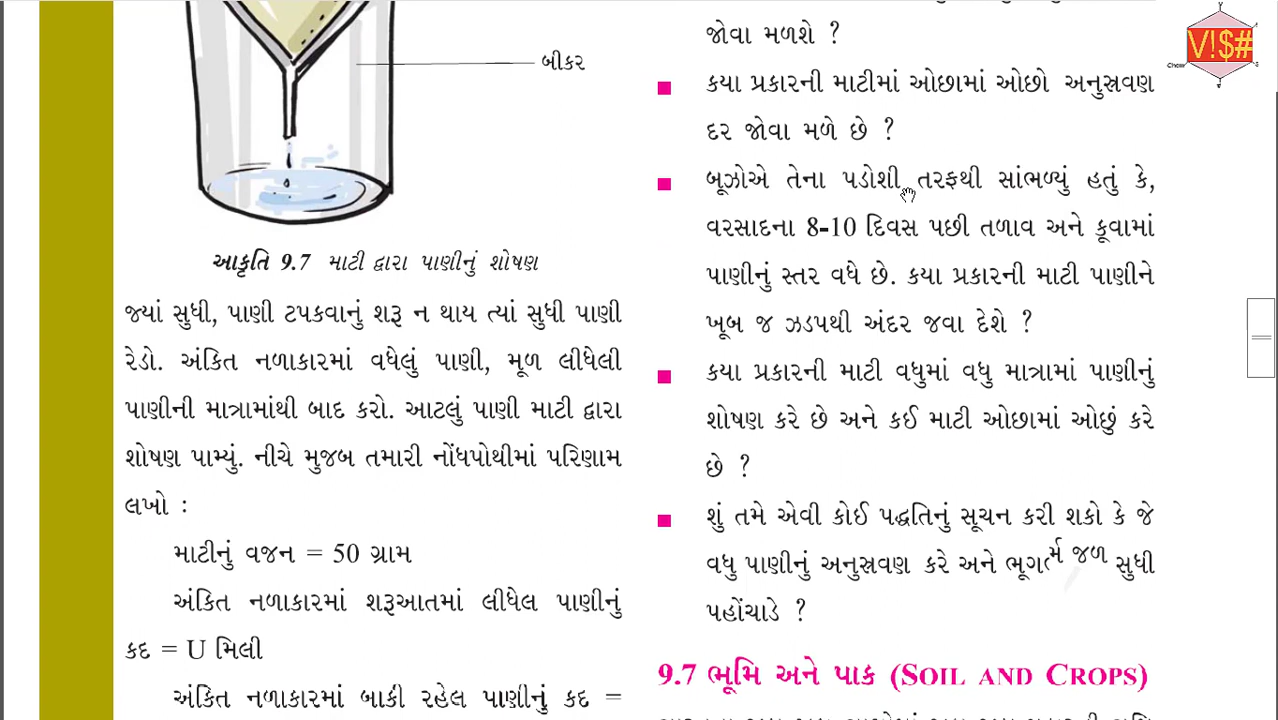 બીકર
આકૃતિ 9.7 માટી દ્વારા પાણીનું શોષણ
જ્યાં સુધી, પાણી ટપકવાનું શરૂ ન થાય ત્યાં સુધી પાણી
રેડો. અંકિત નળાકારમાં વધેલું પાણી, મૂળ લીધેલી
પાણીની માત્રામાંથી બાદ કરો. આટલું પાણી માટી દ્વારા
શોષણ પામ્યું. નીચે મુજબ તમારી નોંધપોથીમાં પરિણામ
લખો :
માટીનું વજન = 50 ગ્રામ
અંકિત નળાકારમાં શરૂઆતમાં લીધેલ પાણીનું
કદ = U મિલી
અંકિત નળાકારમાં બાકી રહેલ પાણીનું કદ =
જોવા મળશે ?
કયા પ્રકારની માટીમાં ઓછામાં ઓછો અનુસ્રવણ
દર જોવા મળે છે ?
બૂઝોએ તેના પડોશી તરફથી સાંભળ્યું હતું કે,
વરસાદના 8-10 દિવસ પછી તળાવ અને કૂવામાં
પાણીનું સ્તર વધે છે. કયા પ્રકારની માટી પાણીને
ખૂબ જ ઝડપથી અંદર જવા દેશે ?
કયા પ્રકારની માટી વધુમાં વધુ માત્રામાં પાણીનું
શોષણ કરે છે અને કઈ માટી ઓછામાં ઓછું કરે
છે ?
શું તમે એવી કોઈ પદ્ધતિનું સૂચન કરી શકો કે જે
વધુ પાણીનું અનુસ્રવણ કરે અને ભૂગર્ભ જળ સુધી
પહોંચાડે ?
9.7 ભૂમિ અને પાક (SOIL AND CROPS)
V!$#